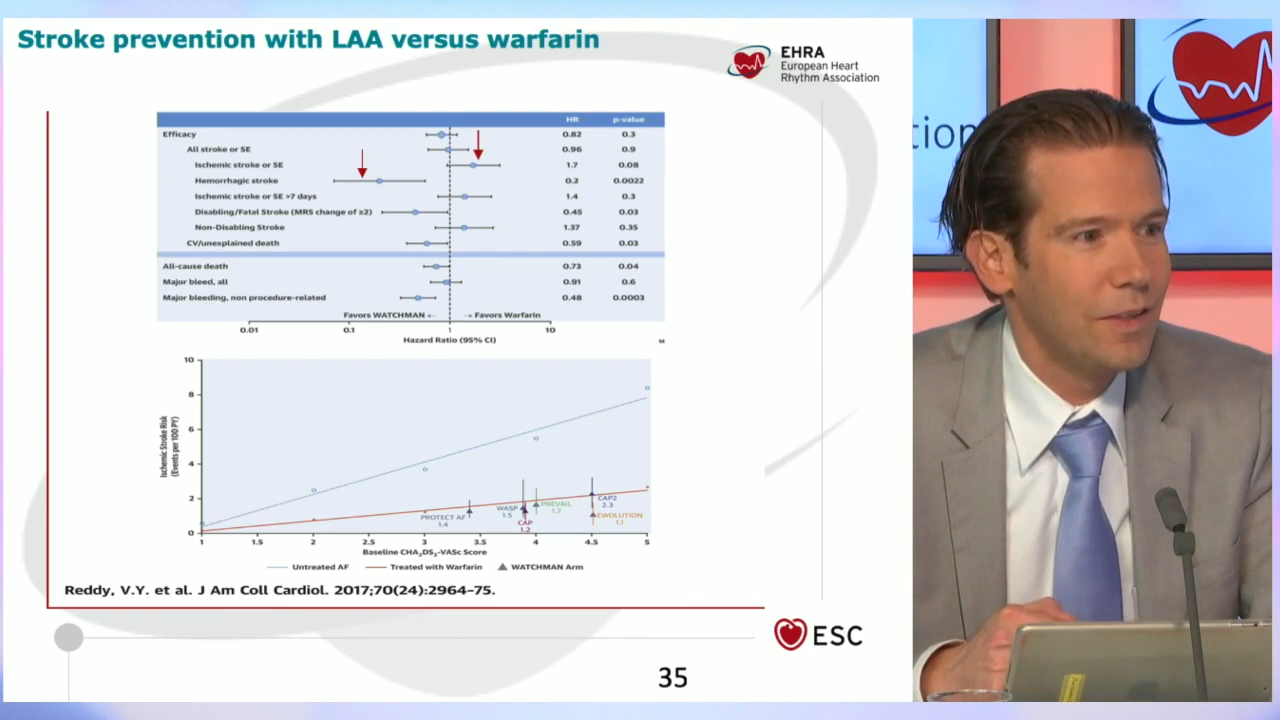 Stroke prevention with LAA versus warfarin
EHRA
European Heart
Rhythm Association
tion
HR p-value
Efficacy 0.82 0.3
All stroke or SE 0.96 0.9
Ischemic stroke or SE 1.7 0.08
Hemorrhagic stroke 0.2 0.0022
Ischemic stroke or SE >7 days 1.4 0.3
Disabling/Fatal Stroke (MRS change of ≥2) 0.45 0.03
Non-Disabling Stroke 1.37 0.35
CV/unexplained death 0.59 0.03
All-cause death 0.73 0.04
Major bleed, all 0.91 0.6
Major bleeding, non procedure-related 0.48 0.0003
Favors WATCHMAN ← → Favors Warfarin
0.01 0.1 1 10
Hazard Ratio (95% CI)
M
10
8
6
4
2
0
Ischemic Stroke Risk
(Events per 100 PY)
PROTECT AF
1.4
WASP
1.5
CAP
1.2
PREVAIL
1.7
CAP2
2.3
EWOLUTION
1.1
1 1.5 2 2.5 3 3.5 4 4.5 5
Baseline CHA₂DS₂-VASc Score
Untreated AF Treated with Warfarin WATCHMAN Arm
Reddy, V.Y. et al. J Am Coll Cardiol. 2017;70(24):2964–75.
ESC
35